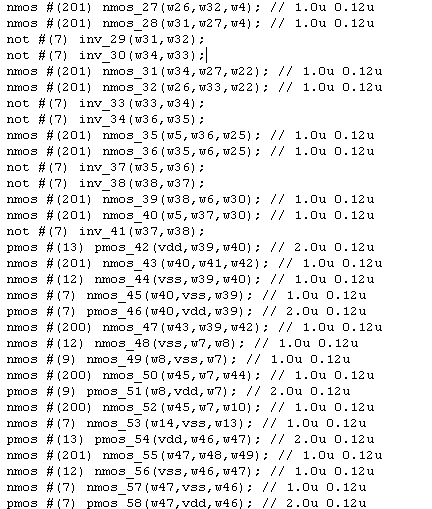 nmos #(201) nmos_27(w26,w32,w4); // 1.0u 0.12u
nmos #(201) nmos_28(w31,w27,w4); // 1.0u 0.12u
not #(7) inv_29(w31,w32);
not #(7) inv_30(w34,w33);
nmos #(201) nmos_31(w34,w27,w22); // 1.0u 0.12u
nmos #(201) nmos_32(w26,w33,w22); // 1.0u 0.12u
not #(7) inv_33(w33,w34);
not #(7) inv_34(w36,w35);
nmos #(201) nmos_35(w5,w36,w25); // 1.0u 0.12u
nmos #(201) nmos_36(w35,w6,w25); // 1.0u 0.12u
not #(7) inv_37(w35,w36);
not #(7) inv_38(w38,w37);
nmos #(201) nmos_39(w38,w6,w30); // 1.0u 0.12u
nmos #(201) nmos_40(w5,w37,w30); // 1.0u 0.12u
not #(7) inv_41(w37,w38);
pmos #(13) pmos_42(vdd,w39,w40); // 2.0u 0.12u
nmos #(201) nmos_43(w40,w41,w42); // 1.0u 0.12u
nmos #(12) nmos_44(vss,w39,w40); // 1.0u 0.12u
nmos #(7) nmos_45(w40,vss,w39); // 1.0u 0.12u
pmos #(7) pmos_46(w40,vdd,w39); // 2.0u 0.12u
nmos #(200) nmos_47(w43,w39,w42); // 1.0u 0.12u
nmos #(12) nmos_48(vss,w7,w8); // 1.0u 0.12u
nmos #(9) nmos_49(w8,vss,w7); // 1.0u 0.12u
nmos #(200) nmos_50(w45,w7,w44); // 1.0u 0.12u
pmos #(9) pmos_51(w8,vdd,w7); // 2.0u 0.12u
nmos #(200) nmos_52(w45,w7,w10); // 1.0u 0.12u
nmos #(7) nmos_53(w14,vss,w13); // 1.0u 0.12u
pmos #(13) pmos_54(vdd,w46,w47); // 2.0u 0.12u
nmos #(201) nmos_55(w47,w48,w49); // 1.0u 0.12u
nmos #(12) nmos_56(vss,w46,w47); // 1.0u 0.12u
nmos #(7) nmos_57(w47,vss,w46); // 1.0u 0.12u
pmos #(7) pmos_58(w47,vdd,w46); // 2.0u 0.12u